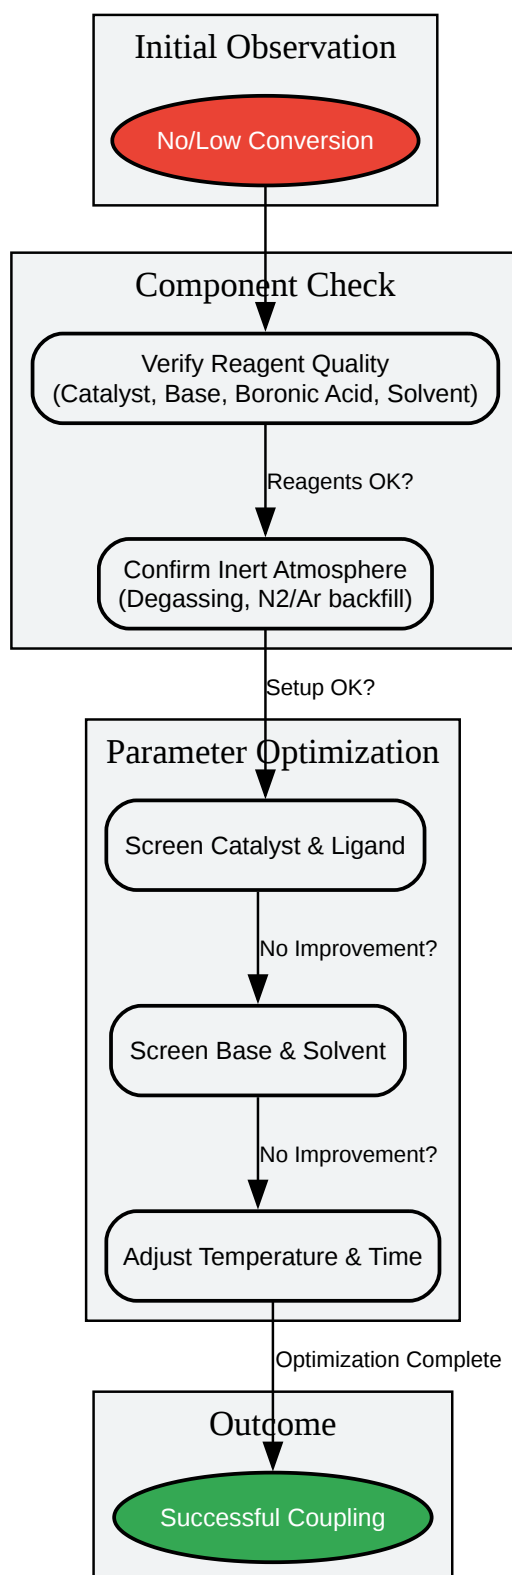 Initial Observation
No/Low Conversion
Component Check
Verify Reagent Quality
(Catalyst, Base, Boronic Acid, Solvent)
Reagents OK?
Confirm Inert Atmosphere
(Degassing, N2/Ar backfill)
Setup OK?
Parameter Optimization
Screen Catalyst & Ligand
No Improvement?
Screen Base & Solvent
No Improvement?
Adjust Temperature & Time
Optimization Complete
Outcome
Successful Coupling